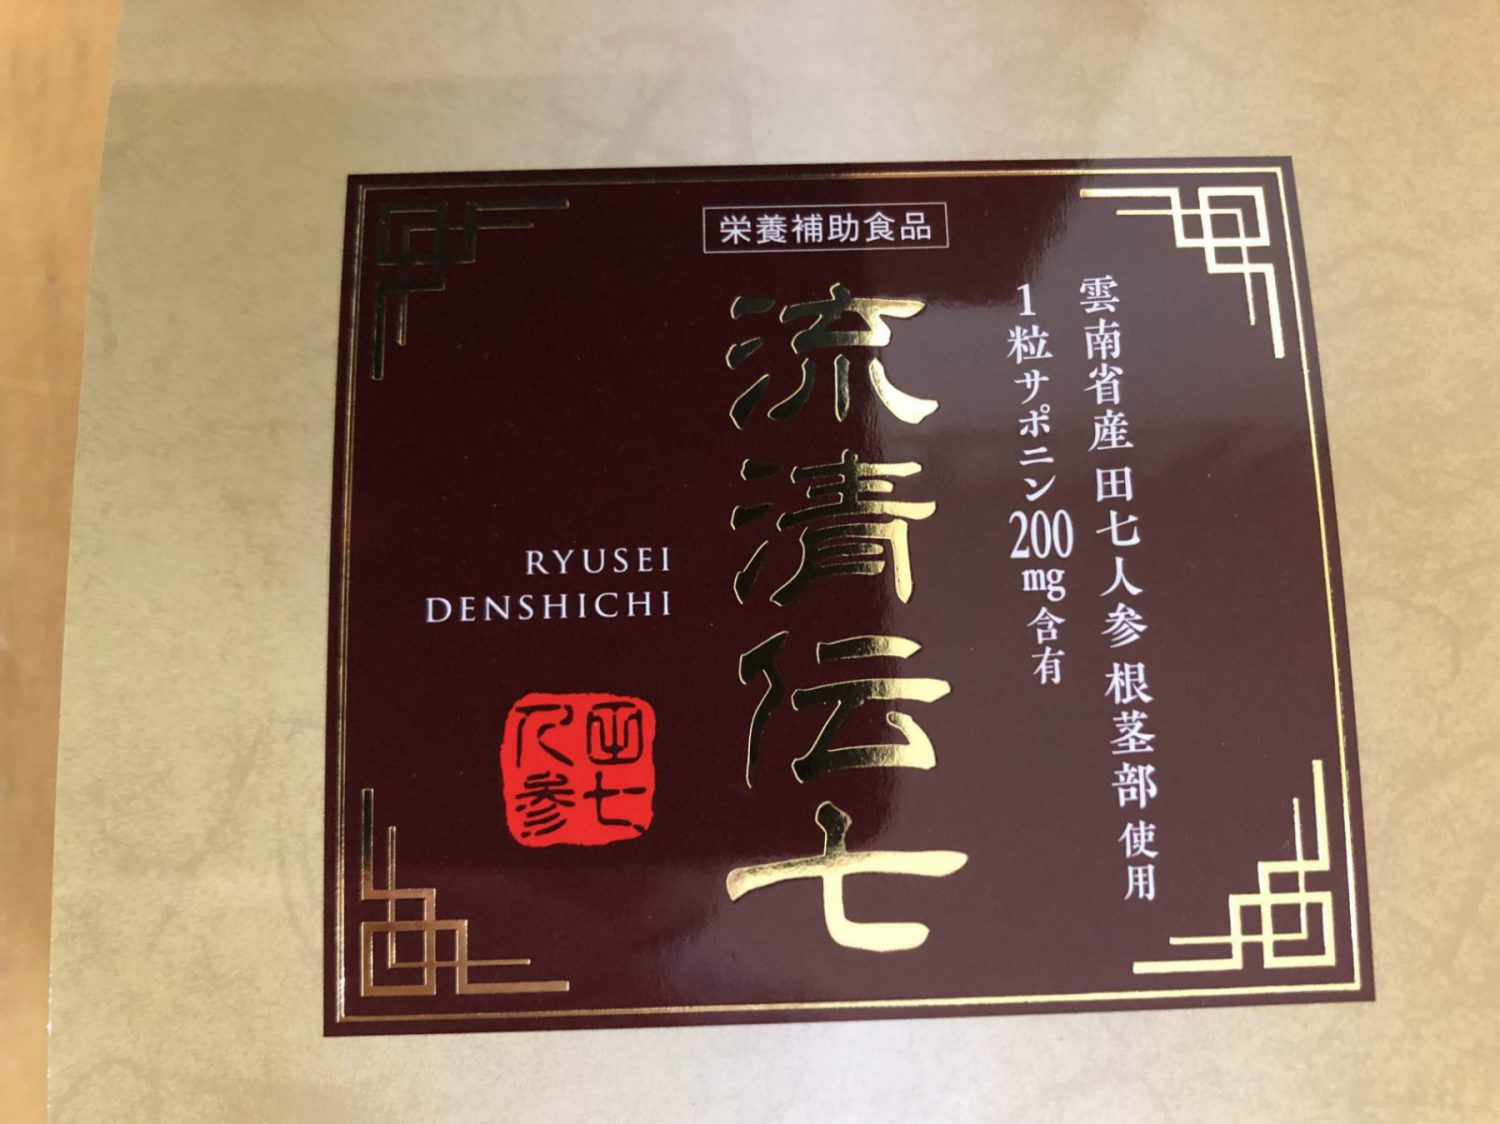 栄養補助食品
雲南省産 田七人参 根茎部 使用
1粒サポニン200mg含有
流清伝七
RYUSEI
DENSHICHI
田七
人参